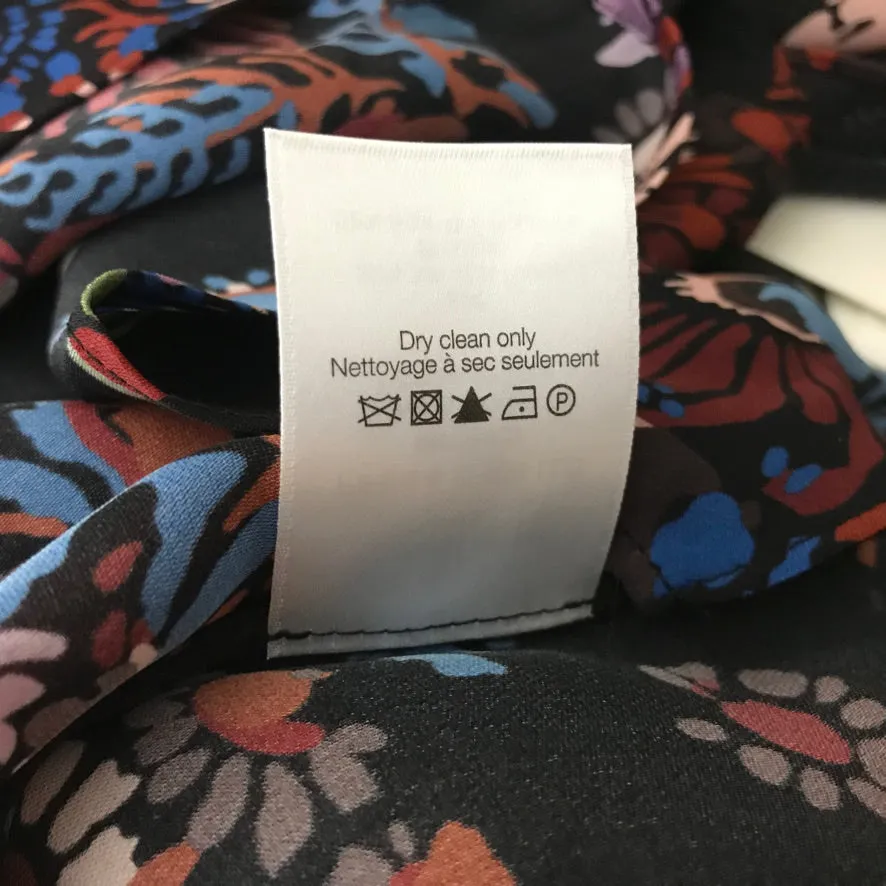 Dry clean only
Nettoyage à sec seulement
P